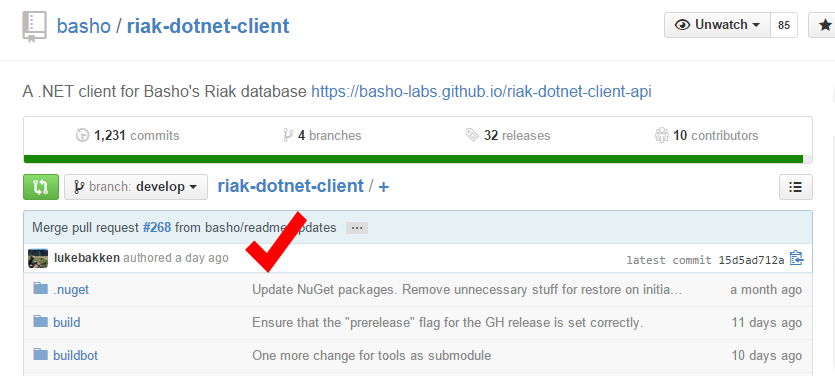 basho / riak-dotnet-client
Unwatch 85
A .NET client for Basho's Riak database https://basho-labs.github.io/riak-dotnet-client-api
1,231 commits 4 branches 32 releases 10 contributors
branch: develop riak-dotnet-client / +
Merge pull request #268 from basho/readme-updates ...
lukebakken authored a day ago latest commit 15d5ad712a
.nuget Update NuGet packages. Remove unnecessary stuff for restore on initia... a month ago
build Ensure that the "prerelease" flag for the GH release is set correctly. 11 days ago
buildbot One more change for tools as submodule 10 days ago